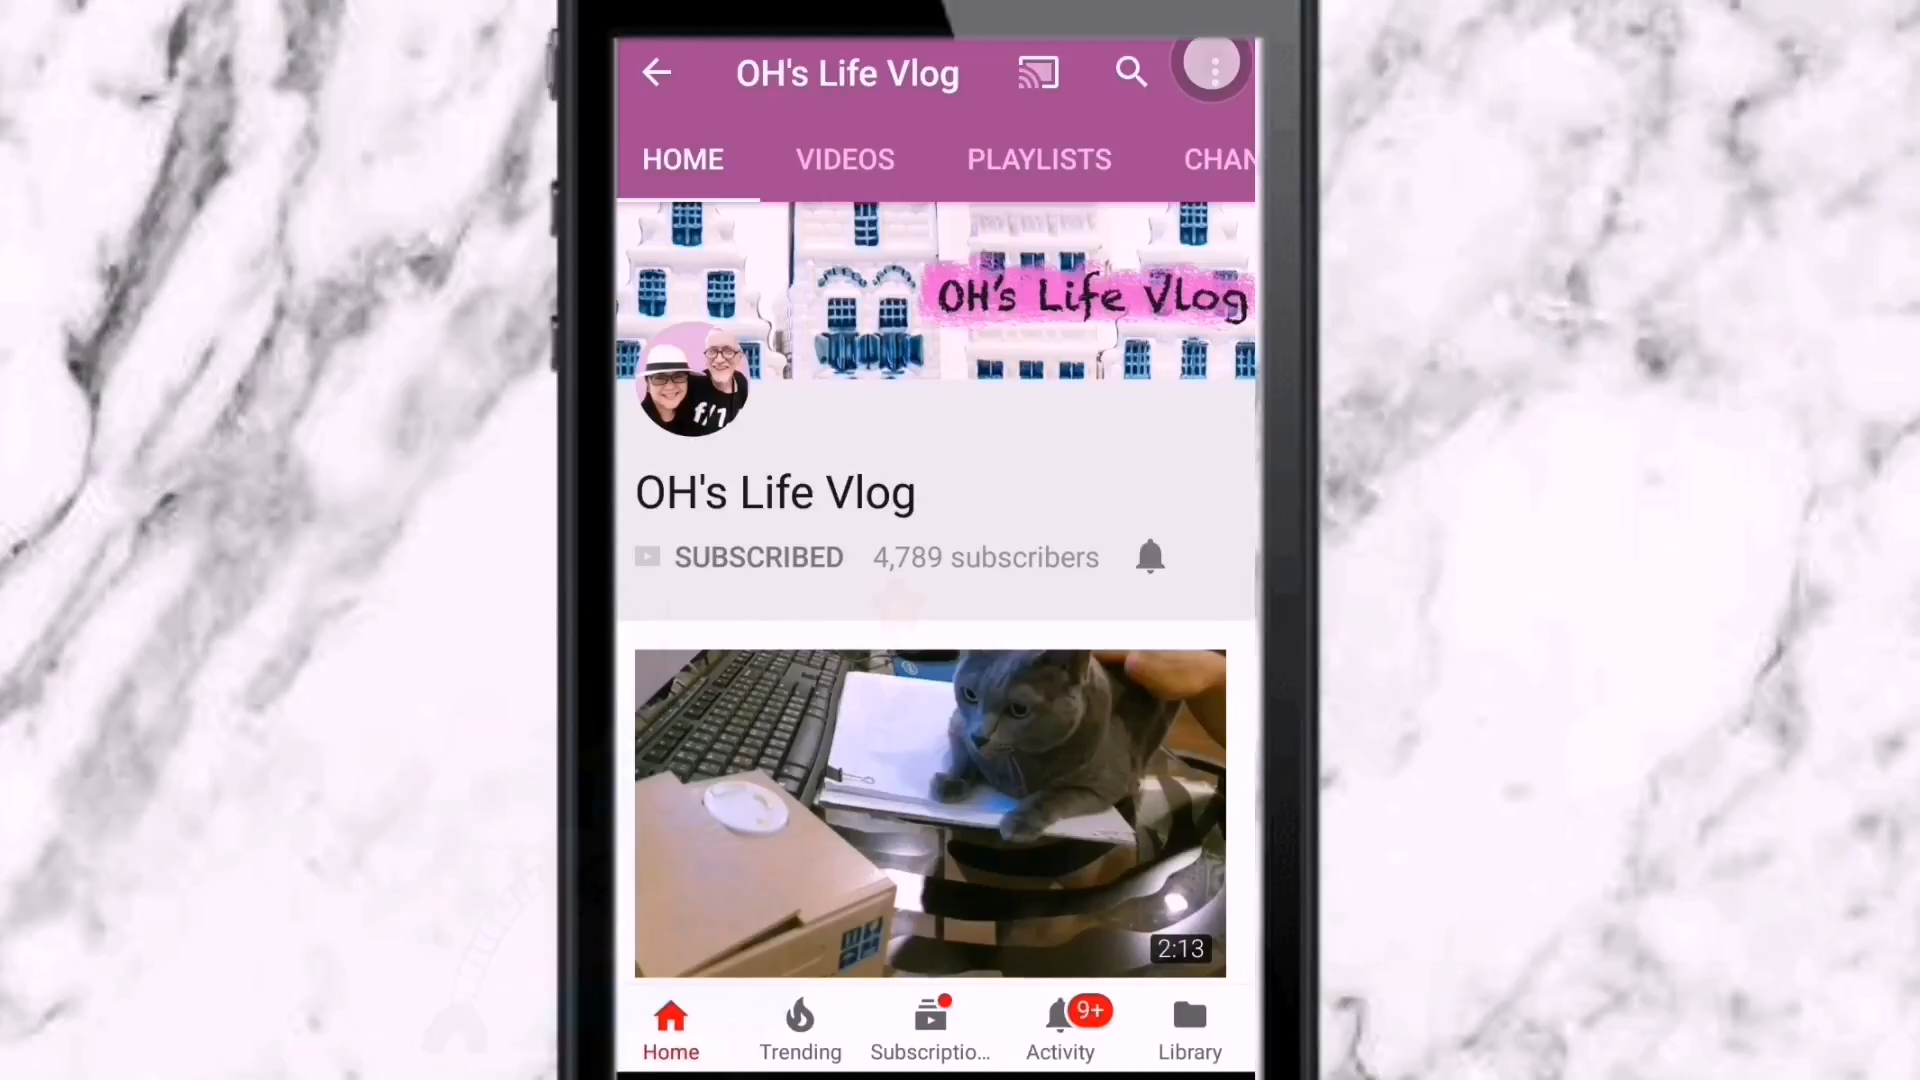 OH's Life Vlog
HOME VIDEOS PLAYLISTS CHAN
OH's Life Vlog
f/1
OH's Life Vlog
SUBSCRIBED 4,789 subscribers
2:13
9+
Home Trending Subscriptio... Activity Library